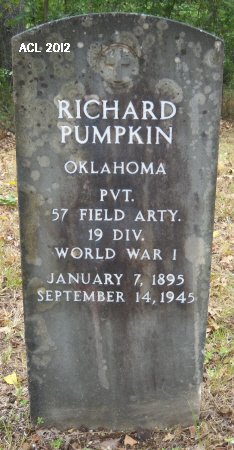 ACL 2012
RICHARD
PUMPKIN
OKLAHOMA
PVT.
57 FIELD ARTY.
19 DIV.
WORLD WAR I
JANUARY 7, 1895
SEPTEMBER 14, 1945